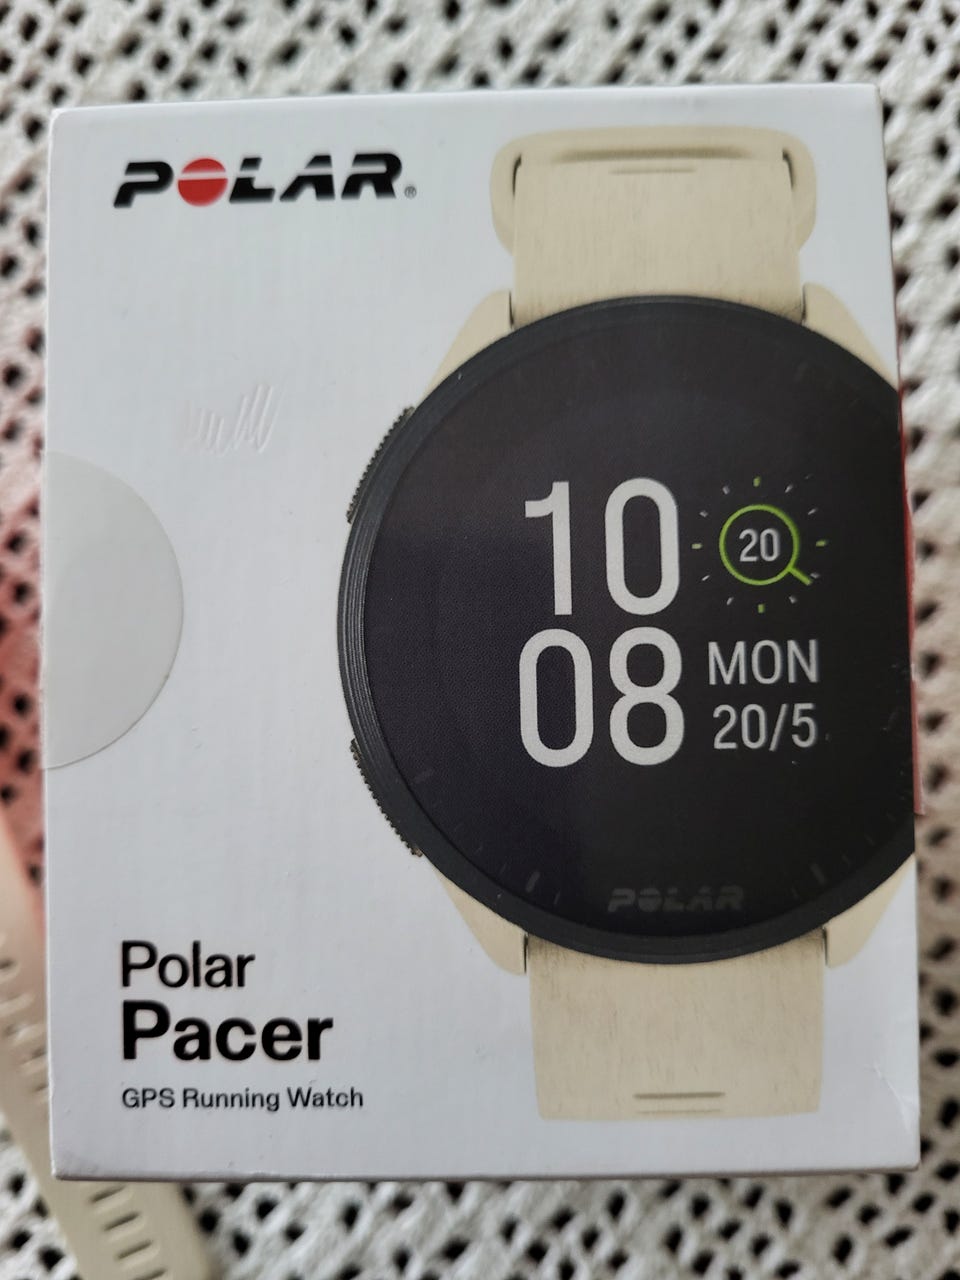 POLAR®
10
20
08
MON
20/5
POLAR
Polar
Pacer
GPS Running Watch